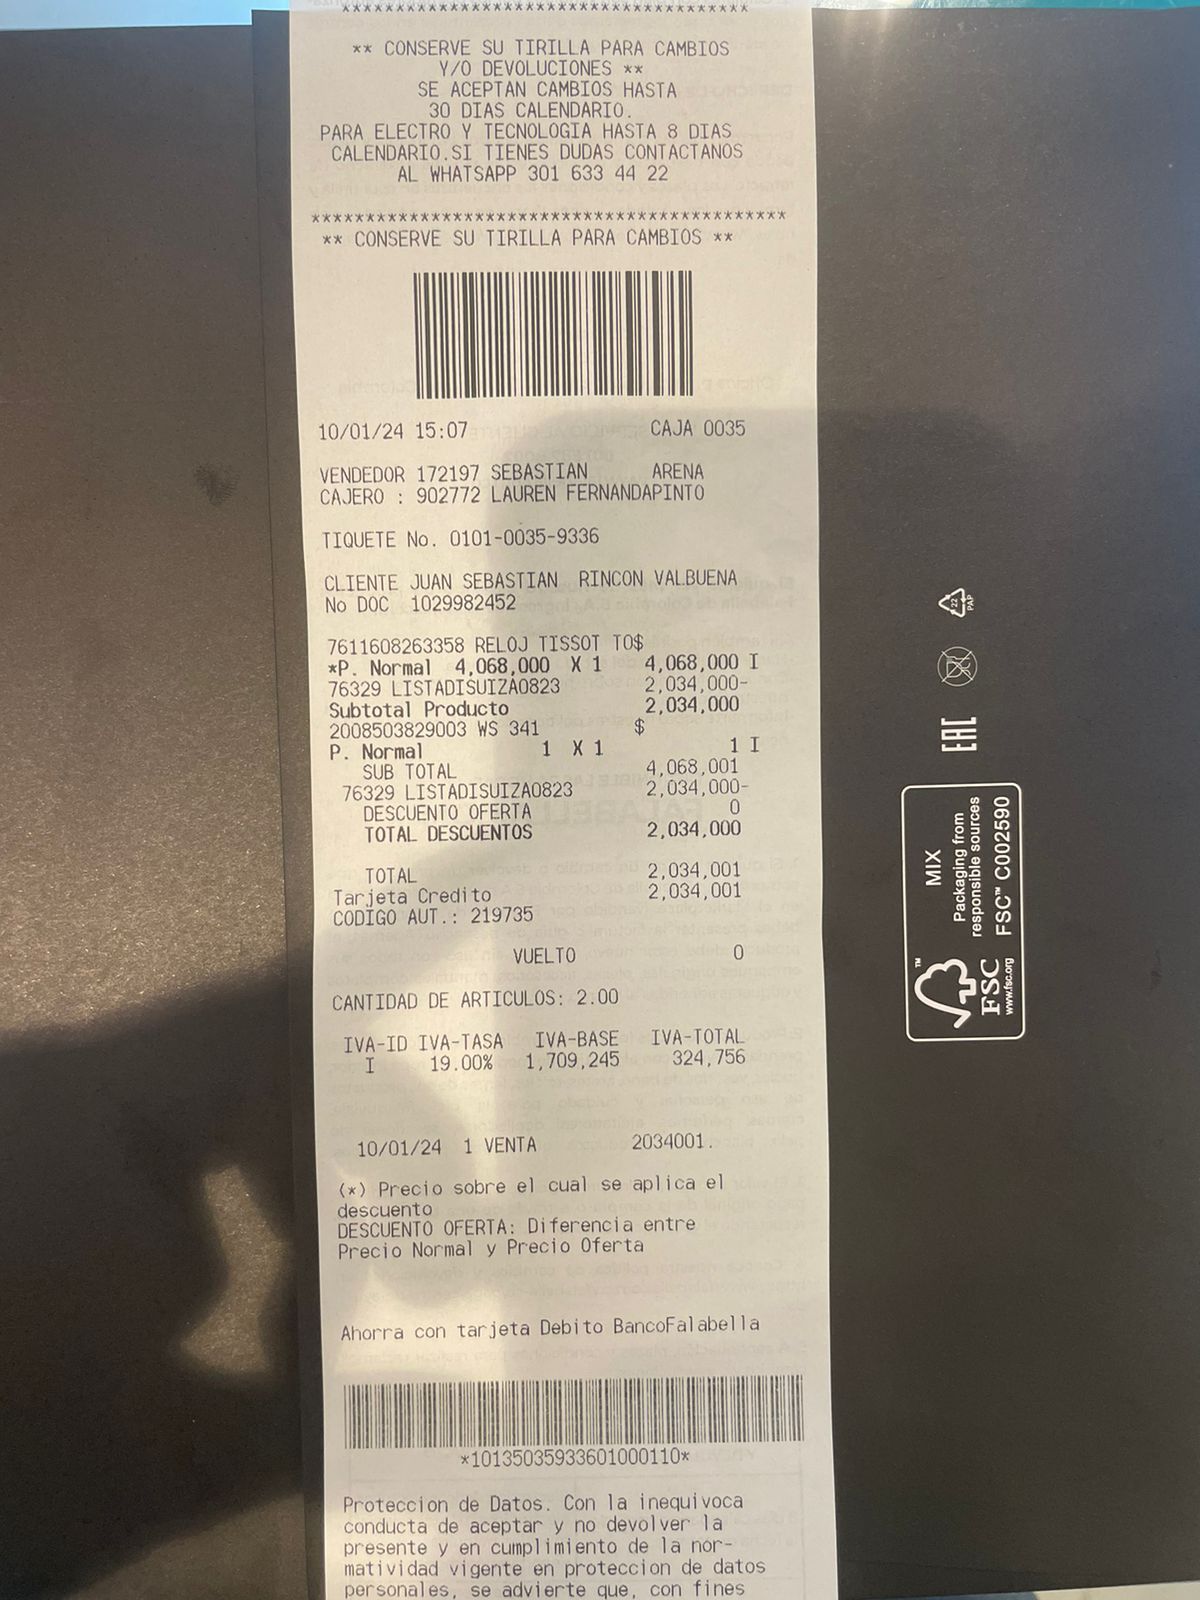 ******************************************
** CONSERVE SU TIRILLA PARA CAMBIOS
Y/O DEVOLUCIONES **
SE ACEPTAN CAMBIOS HASTA
30 DIAS CALENDARIO.
PARA ELECTRO Y TECNOLOGIA HASTA 8 DIAS
CALENDARIO.SI TIENES DUDAS CONTACTANOS
AL WHATSAPP 301 633 44 22
********************************************
** CONSERVE SU TIRILLA PARA CAMBIOS **
10/01/24 15:07 CAJA 0035
VENDEDOR 172197 SEBASTIAN ARENA
CAJERO : 902772 LAUREN FERNANDAPINTO
TIQUETE No. 0101-0035-9336
CLIENTE JUAN SEBASTIAN RINCON VALBUENA
No DOC 1029982452
7611608263358 RELOJ TISSOT TO$
*P. Normal 4,068,000 X 1 4,068,000 I
76329 LISTADISUIZA0823 2,034,000-
Subtotal Producto 2,034,000
2008503829003 WS 341 $
P. Normal 1 X 1 1 I
SUB TOTAL 4,068,001
76329 LISTADISUIZA0823 2,034,000-
DESCUENTO OFERTA 0
TOTAL DESCUENTOS 2,034,000
TOTAL 2,034,001
Tarjeta Credito 2,034,001
CODIGO AUT.: 219735
VUELTO 0
CANTIDAD DE ARTICULOS: 2.00
IVA-ID IVA-TASA IVA-BASE IVA-TOTAL
I 19.00% 1,709,245 324,756
10/01/24 1 VENTA 2034001.
(*) Precio sobre el cual se aplica el
descuento
DESCUENTO OFERTA: Diferencia entre
Precio Normal y Precio Oferta
Ahorra con tarjeta Debito BancoFalabella
*10135035933601000110*
Proteccion de Datos. Con la inequivoca
conducta de aceptar y no devolver la
presente y en cumplimiento de la nor-
matividad vigente en proteccion de datos
personales, se advierte que, con fines
22
PAP
EAC
MIX
Packaging from
responsible sources
FSC™ C002590
™
FSC
www.fsc.org